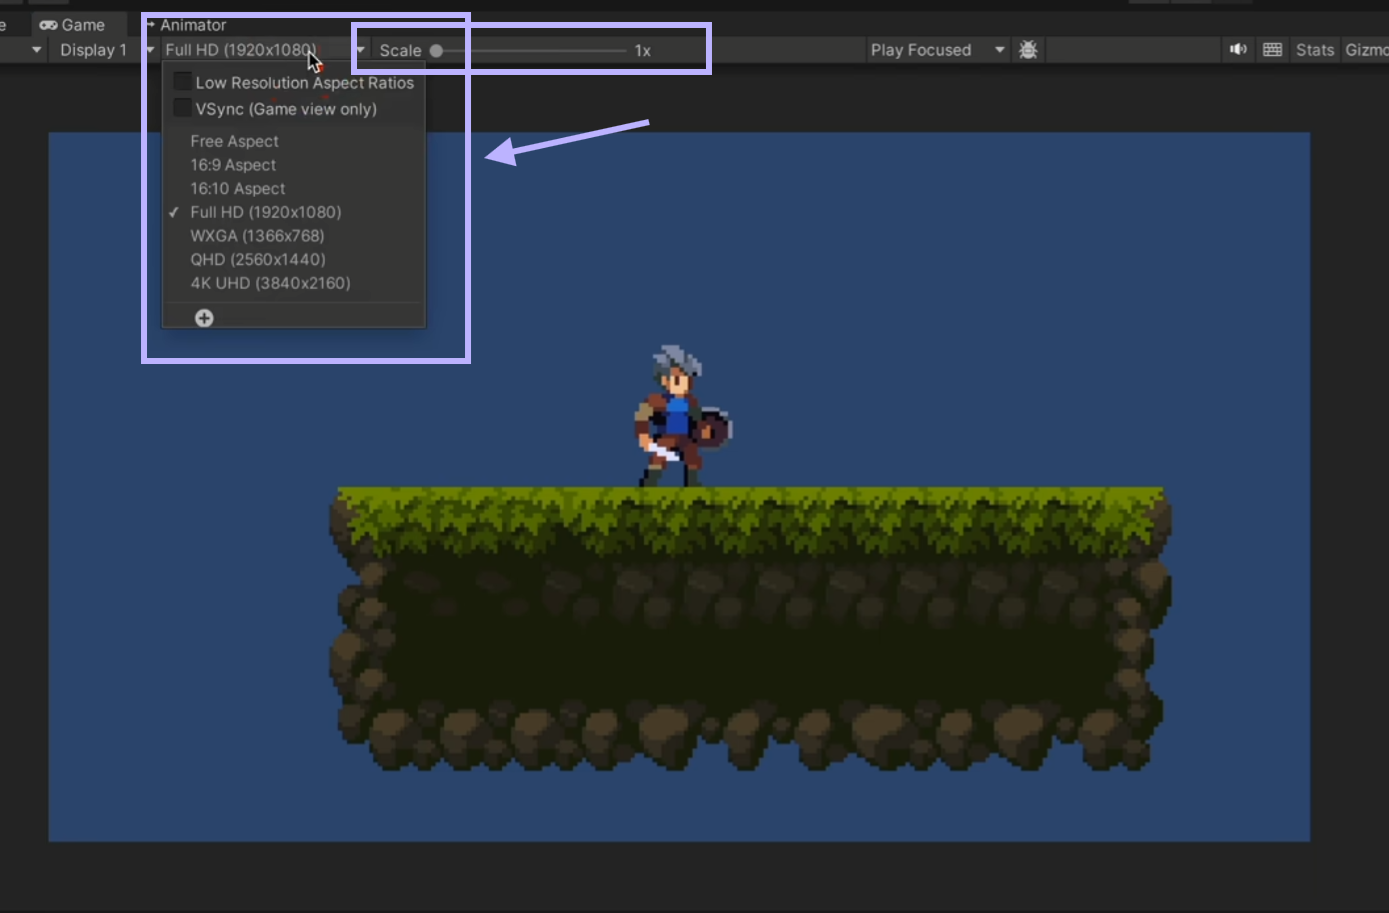 Game
Animator
Display 1
Full HD (1920x1080)
Scale
1x
Play Focused
Stats
Gizmo
Low Resolution Aspect Ratios
VSync (Game view only)
Free Aspect
16:9 Aspect
16:10 Aspect
✓ Full HD (1920x1080)
WXGA (1366x768)
QHD (2560x1440)
4K UHD (3840x2160)